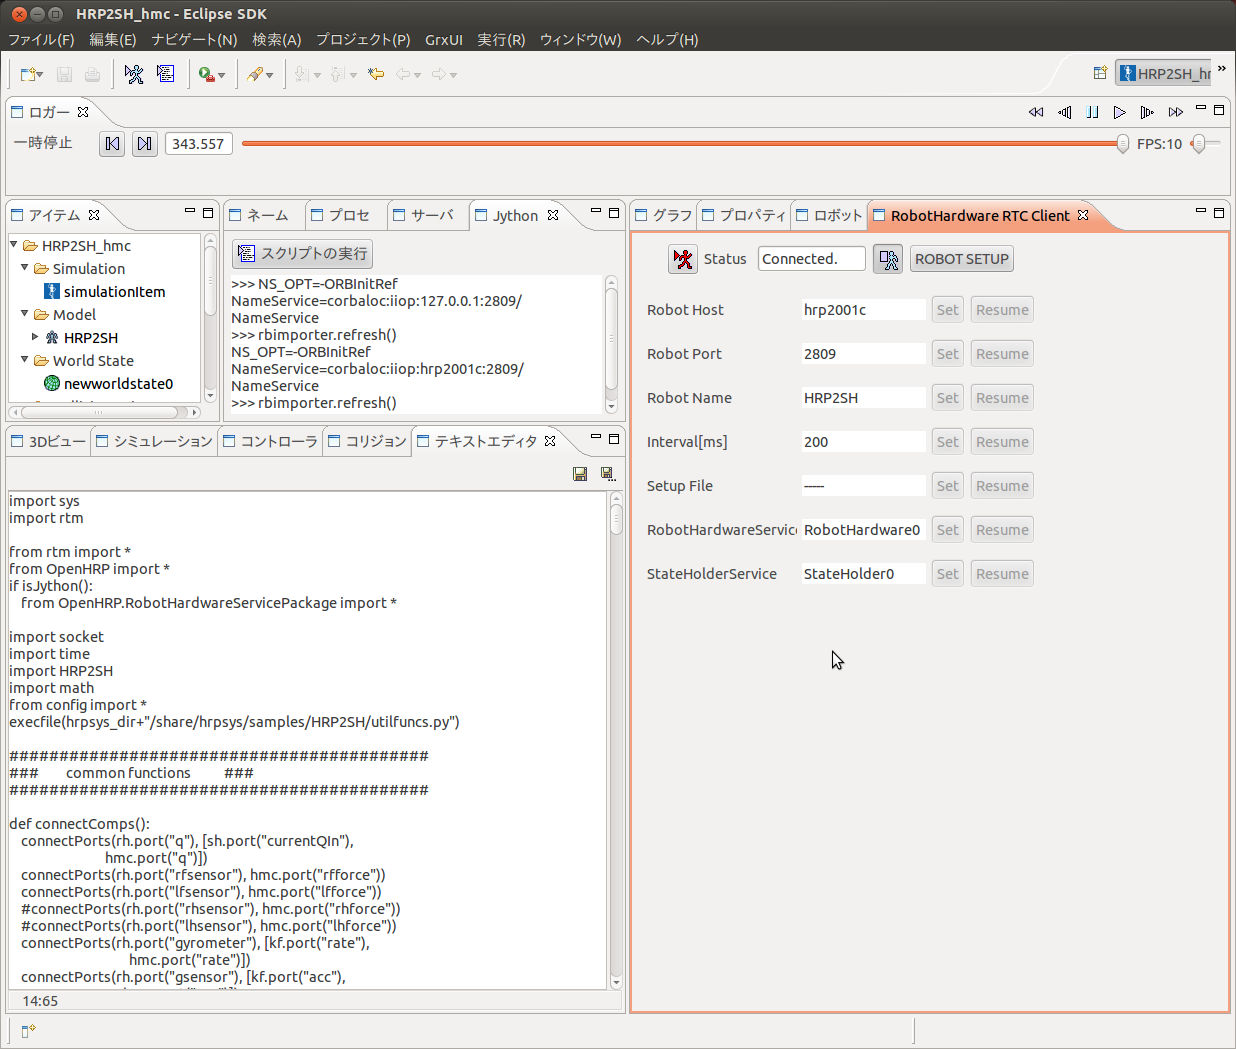 HRP2SH_hmc - Eclipse SDK
ファイル(F) 編集(E) ナビゲート(N) 検索(A) プロジェクト(P) GrxUI 実行(R) ウィンドウ(W) ヘルプ(H)
HRP2SH_hr
ロガー
一時停止 343.557 FPS:10
アイテム
HRP2SH_hmc
Simulation
simulationItem
Model
HRP2SH
World State
newworldstate0
ネーム プロセ サーバ Jython
スクリプトの実行
>>> NS_OPT=-ORBInitRef
NameService=corbaloc:iiop:127.0.0.1:2809/
NameService
>>> rbimporter.refresh()
NS_OPT=-ORBInitRef
NameService=corbaloc:iiop:hrp2001c:2809/
NameService
>>> rbimporter.refresh()
3Dビュー シミュレーション コントローラ コリジョン テキストエディタ
import sys
import rtm
from rtm import *
from OpenHRP import *
if isJython():
from OpenHRP.RobotHardwareServicePackage import *
import socket
import time
import HRP2SH
import math
from config import *
execfile(hrpsys_dir+"/share/hrpsys/samples/HRP2SH/utilfuncs.py")
##########################################
### common functions ###
##########################################
def connectComps():
connectPorts(rh.port("q"), [sh.port("currentQIn"),
hmc.port("q")])
connectPorts(rh.port("rfsensor"), hmc.port("rfforce"))
connectPorts(rh.port("lfsensor"), hmc.port("lfforce"))
#connectPorts(rh.port("rhsensor"), hmc.port("rhforce"))
#connectPorts(rh.port("lhsensor"), hmc.port("lhforce"))
connectPorts(rh.port("gyrometer"), [kf.port("rate"),
hmc.port("rate")])
connectPorts(rh.port("gsensor"), [kf.port("acc"),
14:65
グラフ プロパティ ロボット RobotHardware RTC Client
Status Connected. ROBOT SETUP
Robot Host hrp2001c Set Resume
Robot Port 2809 Set Resume
Robot Name HRP2SH Set Resume
Interval[ms] 200 Set Resume
Setup File ----- Set Resume
RobotHardwareService RobotHardware0 Set Resume
StateHolderService StateHolder0 Set Resume